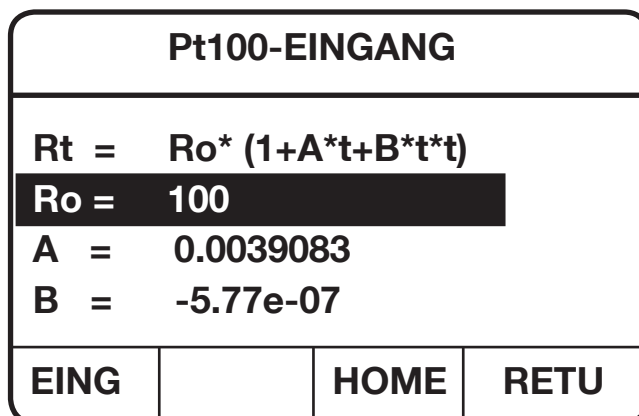 Pt100-EINGANG
Rt = Ro* (1+A*t+B*t*t)
Ro = 100
A = 0.0039083
B = -5.77e-07
EING HOME RETU